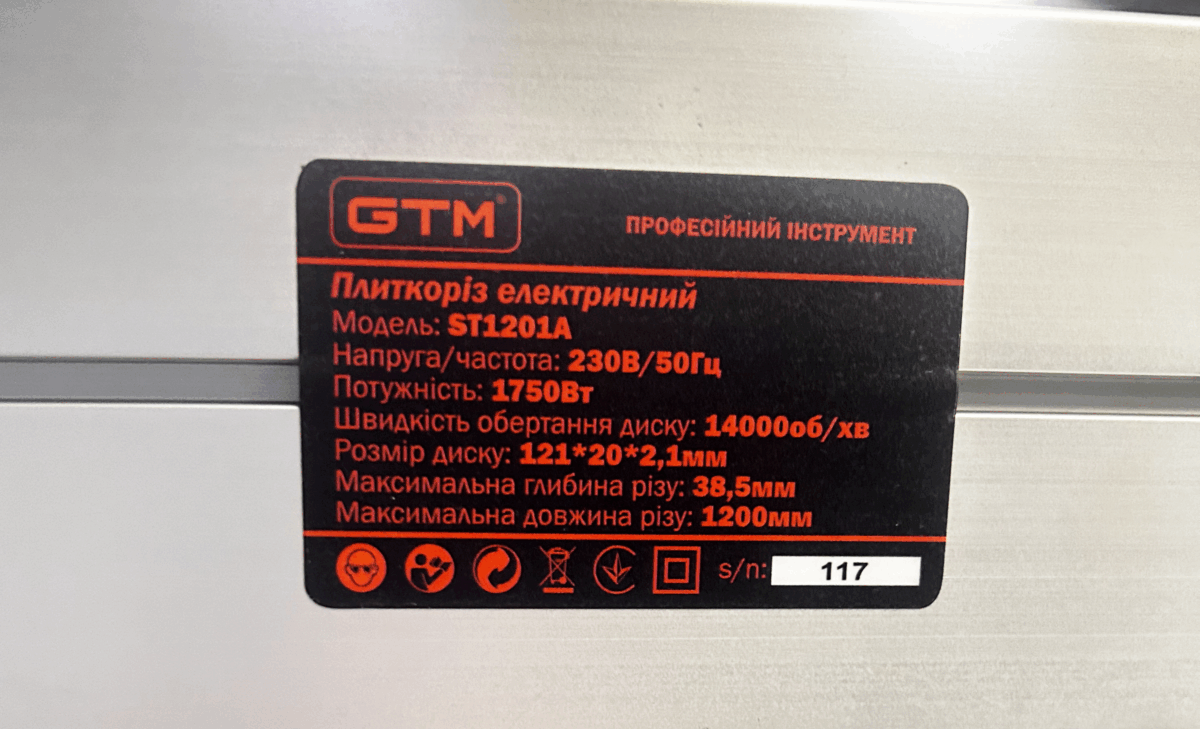 GTM®
ПРОФЕСІЙНИЙ ІНСТРУМЕНТ
Плиткоріз електричний
Модель: ST1201A
Напруга/частота: 230В/50Гц
Потужність: 1750Вт
Швидкість обертання диску: 14000об/хв
Розмір диску: 121*20*2,1мм
Максимальна глибина різу: 38,5мм
Максимальна довжина різу: 1200мм
s/n: 117